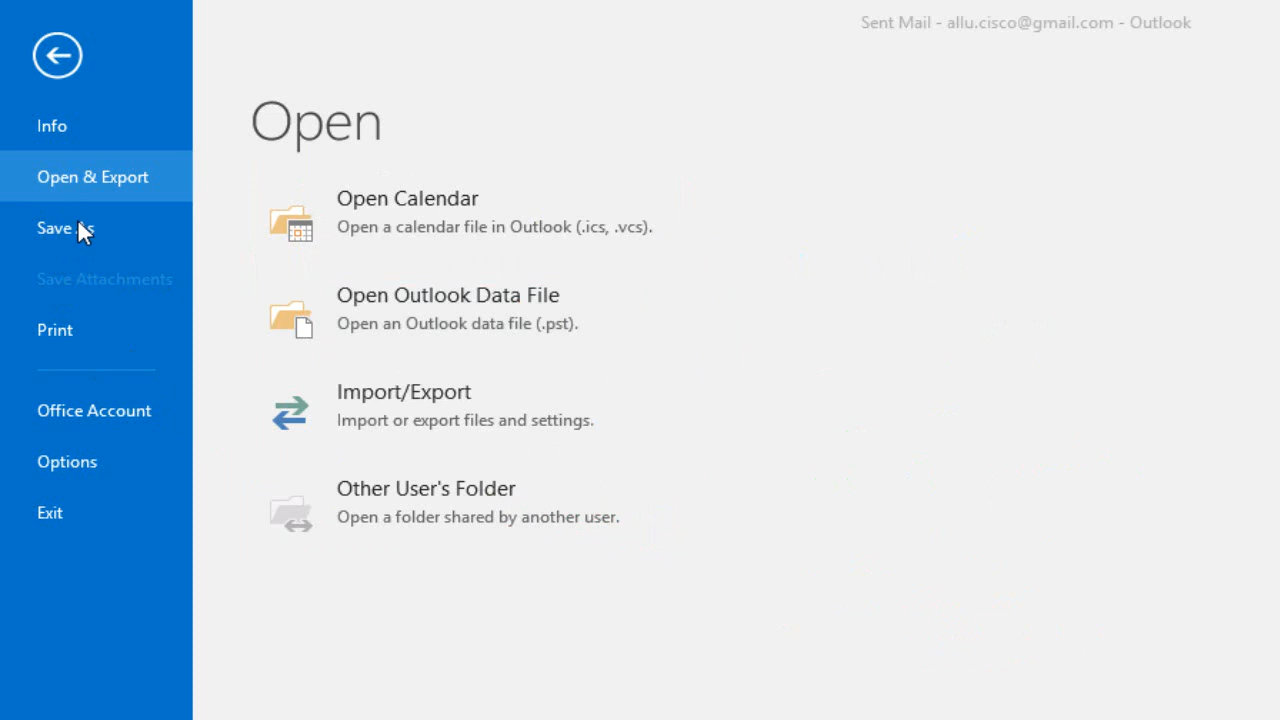 Sent Mail - allu.cisco@gmail.com - Outlook
Info
Open & Export
Save As
Save Attachments
Print
Office Account
Options
Exit
Open
Open Calendar
Open a calendar file in Outlook (.ics, .vcs).
Open Outlook Data File
Open an Outlook data file (.pst).
Import/Export
Import or export files and settings.
Other User's Folder
Open a folder shared by another user.